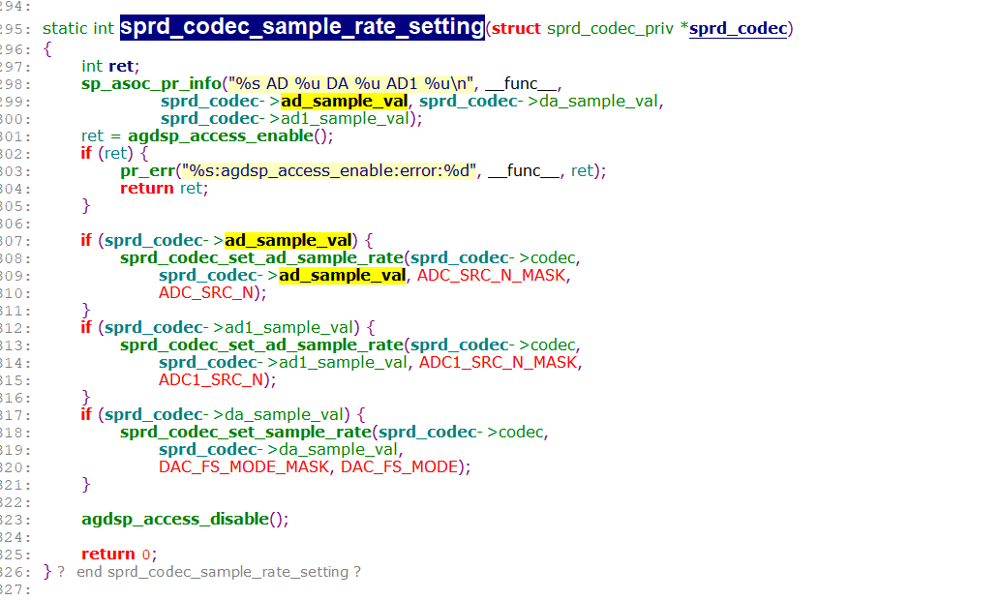 294:
295: static int sprd_codec_sample_rate_setting(struct sprd_codec_priv *sprd_codec)
296: {
297: int ret;
298: sp_asoc_pr_info("%s AD %u DA %u AD1 %u\n", __func__,
299: sprd_codec->ad_sample_val, sprd_codec->da_sample_val,
300: sprd_codec->ad1_sample_val);
301: ret = agdsp_access_enable();
302: if (ret) {
303: pr_err("%s:agdsp_access_enable:error:%d", __func__, ret);
304: return ret;
305: }
306:
307: if (sprd_codec->ad_sample_val) {
308: sprd_codec_set_ad_sample_rate(sprd_codec->codec,
309: sprd_codec->ad_sample_val, ADC_SRC_N_MASK,
310: ADC_SRC_N);
311: }
312: if (sprd_codec->ad1_sample_val) {
313: sprd_codec_set_ad_sample_rate(sprd_codec->codec,
314: sprd_codec->ad1_sample_val, ADC1_SRC_N_MASK,
315: ADC1_SRC_N);
316: }
317: if (sprd_codec->da_sample_val) {
318: sprd_codec_set_sample_rate(sprd_codec->codec,
319: sprd_codec->da_sample_val,
320: DAC_FS_MODE_MASK, DAC_FS_MODE);
321: }
322:
323: agdsp_access_disable();
324:
325: return 0;
326: } ? end sprd_codec_sample_rate_setting ?
327: